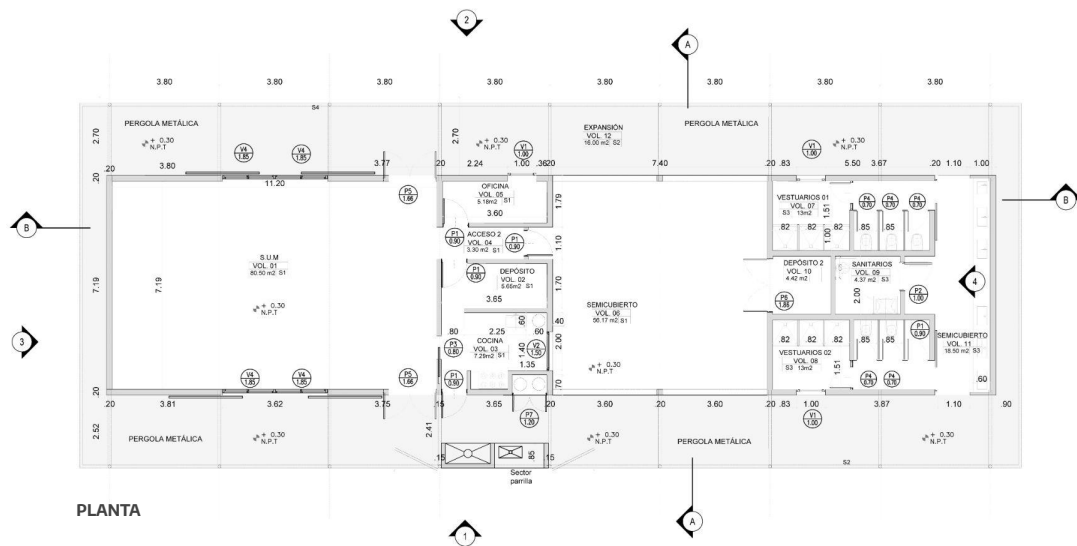 2
A
3.80 3.80 3.80 3.80 3.80 3.80 3.80 3.80
S4
PERGOLA METÁLICA
EXPANSIÓN
VOL. 12
16.00 m2 S2
PERGOLA METÁLICA
2.70
+ 0.30
N.P.T
2.70
+ 0.30
N.P.T
+ 0.30
N.P.T
V4
1.85
V4
1.85
V1
1.00
V1
1.00
.20 3.80 3.77 .20 2.24 1.00 .36 20 7.40 20 .83 5.50 3.67 .20 1.10 1.00
.20
11.20
P5
1.66
OFICINA
VOL. 05
5.18m2 S1
3.60
1.79
VESTUARIOS 01
VOL. 07
S3 13m2
1.51
P4
0.70
P4
0.70
P4
0.70
.82 .82 1.00 .82 .85 .85
B
B
P1
0.90
ACCESO 2
VOL. 04
3.30 m2 S1
P1
0.90
1.10
S.U.M
VOL. 01
80.50 m2 S1
7.19
7.19
P1
0.90
DEPÓSITO
VOL. 02
5.65m2 S1
3.65
1.70
DEPÓSITO 2
VOL. 10
4.42 m2
SANITARIOS
VOL. 09
4.37 m2 S3
2.00
4
P6
1.86
P2
1.00
SEMICUBIERTO
VOL. 06
56.17 m2 S1
+ 0.30
N.P.T
.60
80 2.25 60
40
3
P3
0.80
COCINA
VOL. 03
7.29m2 S1
1.40
V2
1.50
2.00
1.35
.82 .82 .82 .85 .85
P1
0.90
SEMICUBIERTO
VOL. 11
18.50 m2 S3
VESTUARIOS 02
VOL. 08
S3 13m2
1.51
P4
0.70
P4
0.70
.60
V4
1.85
V4
1.85
P5
1.66
P1
0.90
.70
+ 0.30
N.P.T
.20
.20 3.81 3.62 3.75 .15 3.65 .20 3.60 .20 3.60 20 .83 1.00 3.87 1.10 .90
P7
1.20
V1
1.00
2.52
2.41
PERGOLA METÁLICA
+ 0.30
N.P.T
+ 0.30
N.P.T
PERGOLA METÁLICA
+ 0.30
N.P.T
.15 .85 15
S2
Sector
parrilla
PLANTA
1
A